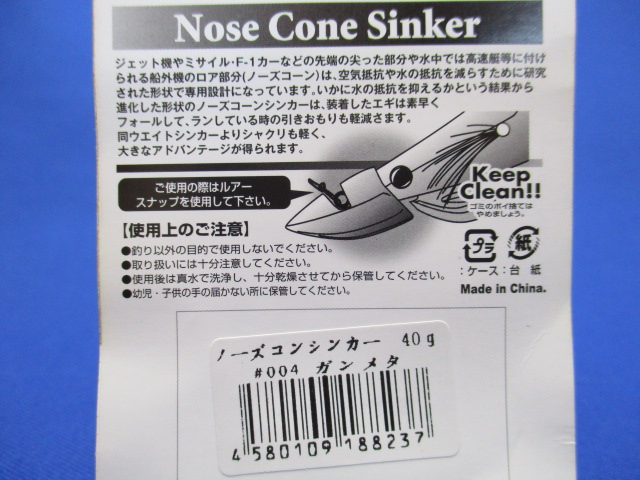 Nose Cone Sinker
ジェット機やミサイル・F-1カーなどの先端の尖った部分や水中では高速艇等に付け
られる船外機のロア部分(ノーズコーン)は、空気抵抗や水の抵抗を減らすために研究
された形状で専用設計になっています。いかに水の抵抗を抑えるかという結果から
進化した形状のノーズコーンシンカーは、装着したエギは素早く
フォールして、ランしている時の引きおもりも軽減さます。
同ウエイトシンカーよりシャクリも軽く、
大きなアドバンテージが得られます。
ご使用の際はルアー
スナップを使用して下さい。
Keep
Clean!!
ゴミのポイ捨ては
やめましょう。
【使用上のご注意】
●釣り以外の目的で使用しないでください。
●取り扱いには十分注意してください。
●使用後は真水で洗浄し、十分乾燥させてから保管してください。
●幼児・子供の手の届かない所に保管してください。
プラ
紙
:ケース:台 紙
Made in China.
ノーズコンシンカー 40g
#004 ガンメタ
4 580109 188237